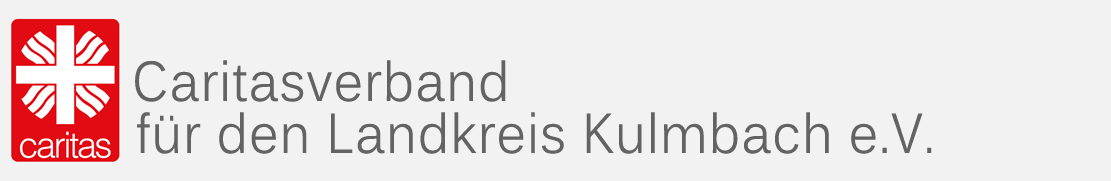 caritas
Caritasverband
für den Landkreis Kulmbach e.V.